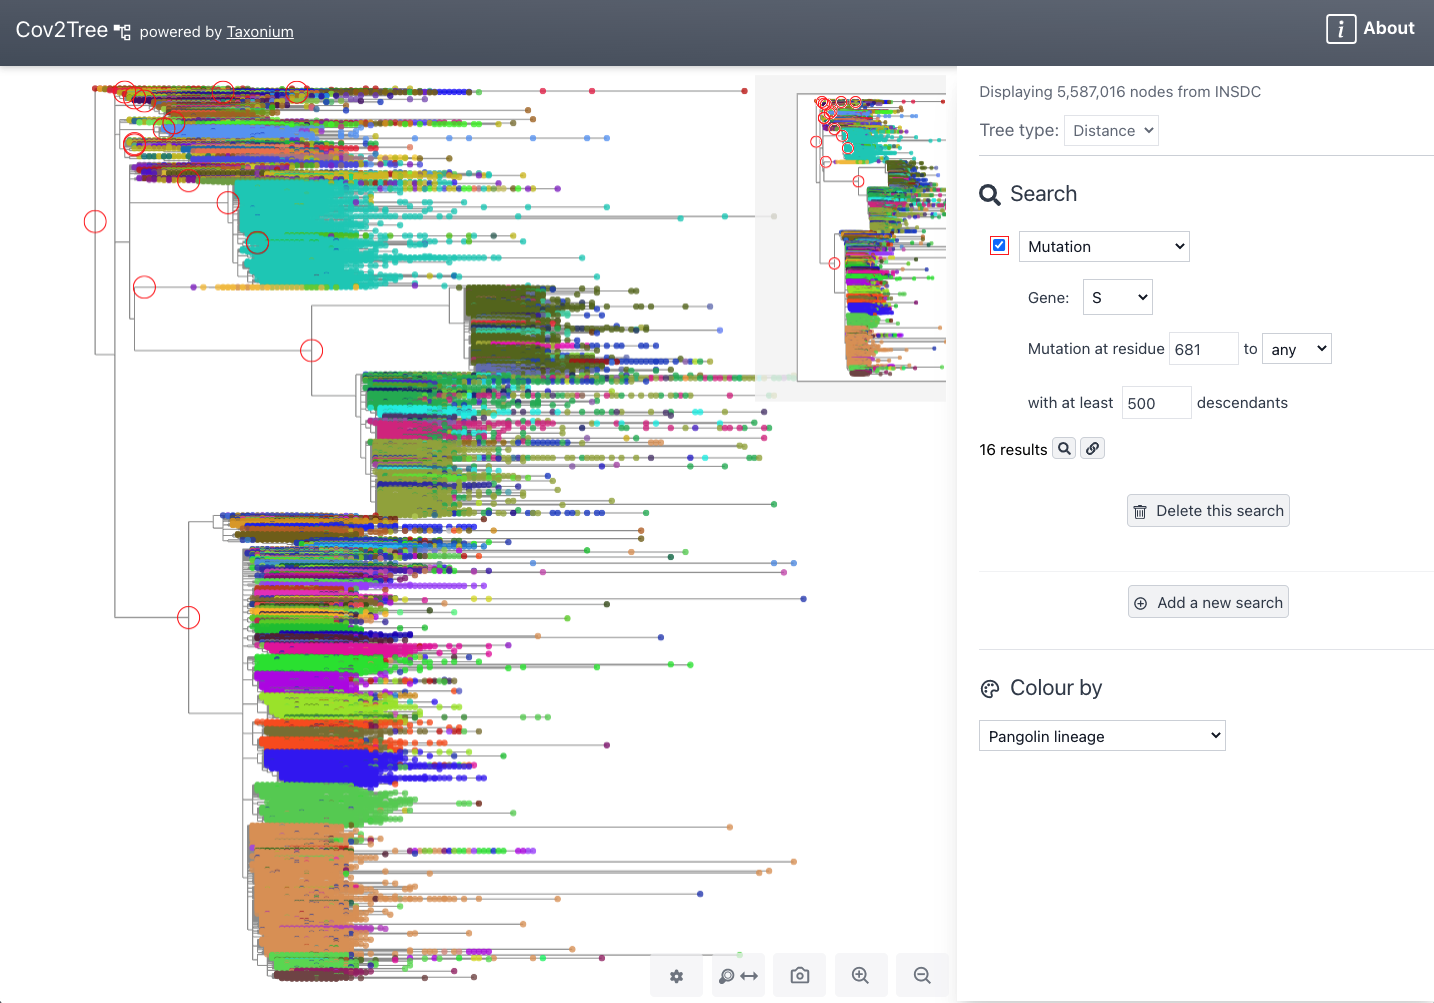 Cov2Tree powered by Taxonium
i About
Displaying 5,587,016 nodes from INSDC
Tree type: Distance
Search
Mutation
Gene: S
Mutation at residue 681 to any
with at least 500 descendants
16 results
Delete this search
Add a new search
Colour by
Pangolin lineage